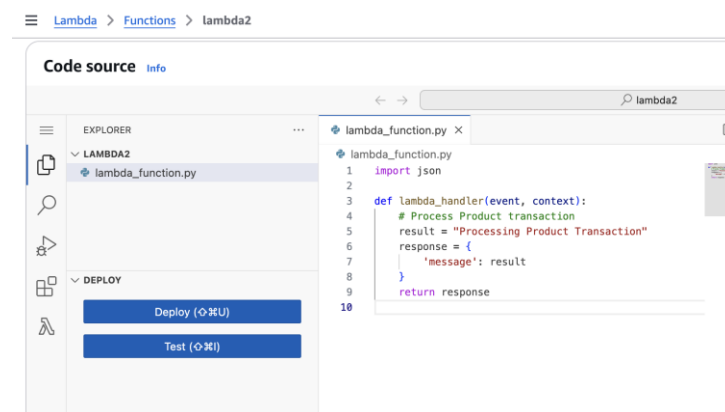 Lambda > Functions > lambda2
Code source Info
lambda2
EXPLORER ...
LAMBDA2
lambda_function.py
DEPLOY
Deploy (⇧⌘U)
Test (⇧⌘I)
lambda_function.py
lambda_function.py
1 import json
2
3 def lambda_handler(event, context):
4     # Process Product transaction
5     result = "Processing Product Transaction"
6     response = {
7         'message': result
8     }
9     return response
10